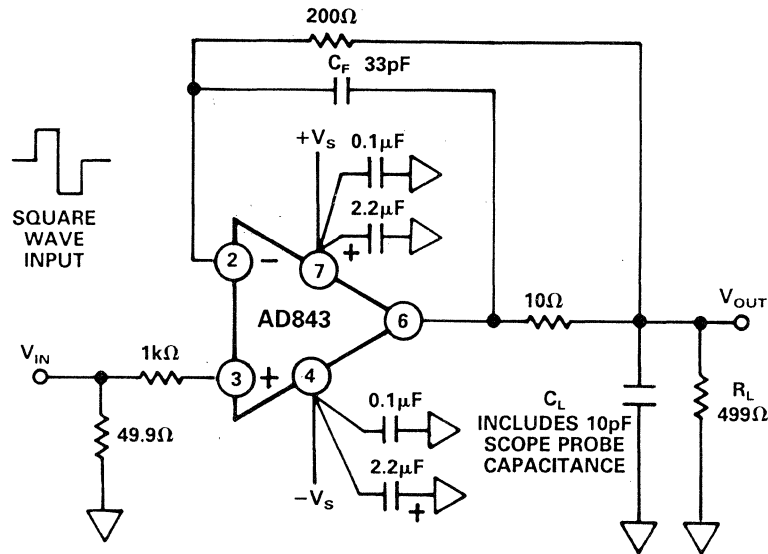 200Ω
C_F 33pF
+V_S
0.1μF
2.2μF
+
SQUARE
WAVE
INPUT
2
−
7
AD843
6
10Ω
V_OUT
V_IN
1kΩ
3
+
4
49.9Ω
0.1μF
2.2μF
+
−V_S
C_L
INCLUDES 10pF
SCOPE PROBE
CAPACITANCE
R_L
499Ω